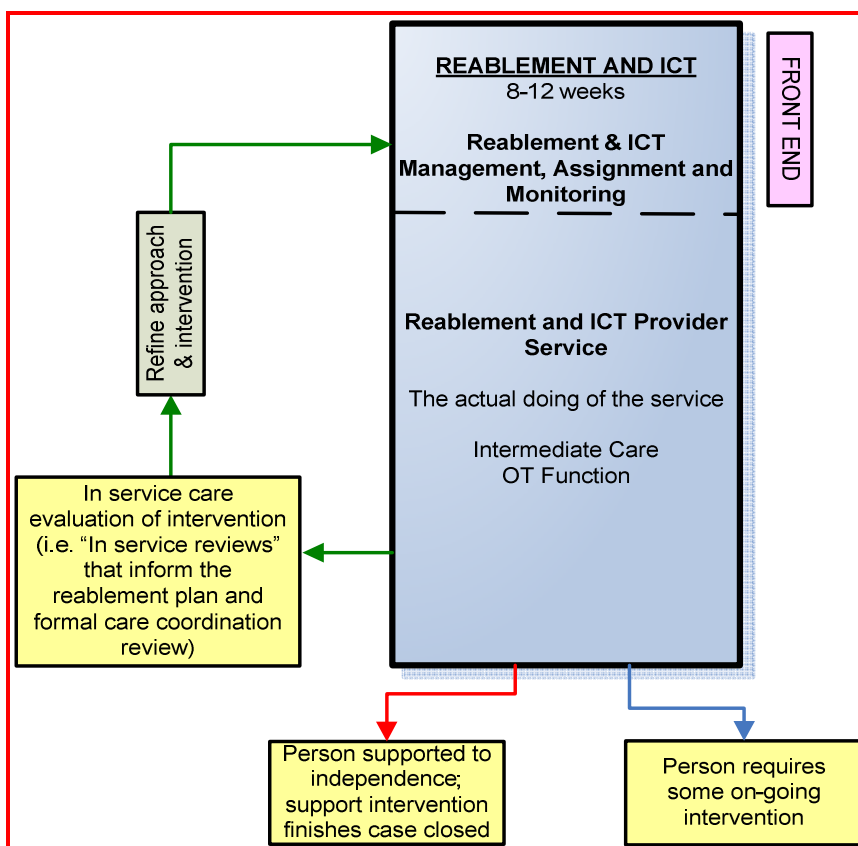 REABLEMENT AND ICT
8-12 weeks
Reablement & ICT
Management, Assignment and
Monitoring
FRONT END
Reablement and ICT Provider
Service
The actual doing of the service
Intermediate Care
OT Function
Refine approach
& intervention
In service care
evaluation of intervention
(i.e. “In service reviews”
that inform the
reablement plan and
formal care coordination
review)
Person supported to
independence;
support intervention
finishes case closed
Person requires
some on-going
intervention